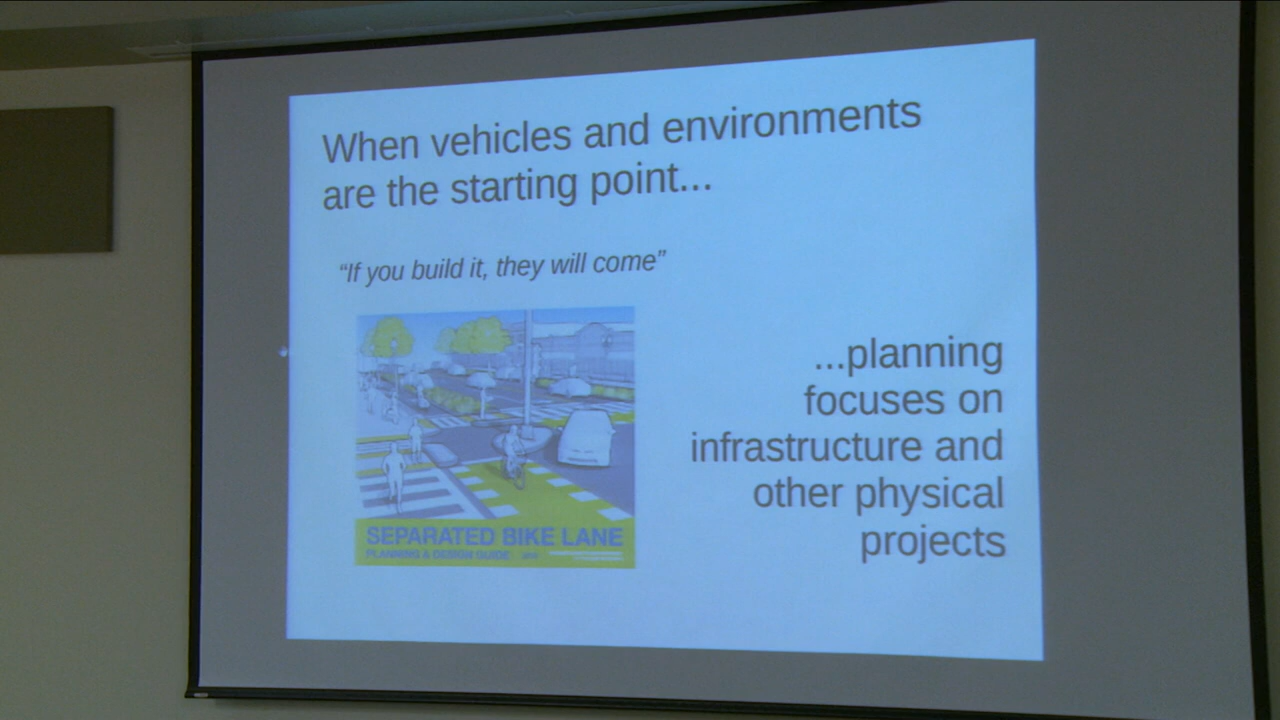 When vehicles and environments
are the starting point...
“If you build it, they will come”
...planning
focuses on
infrastructure and
other physical
projects
SEPARATED BIKE LANE
PLANNING & DESIGN GUIDE